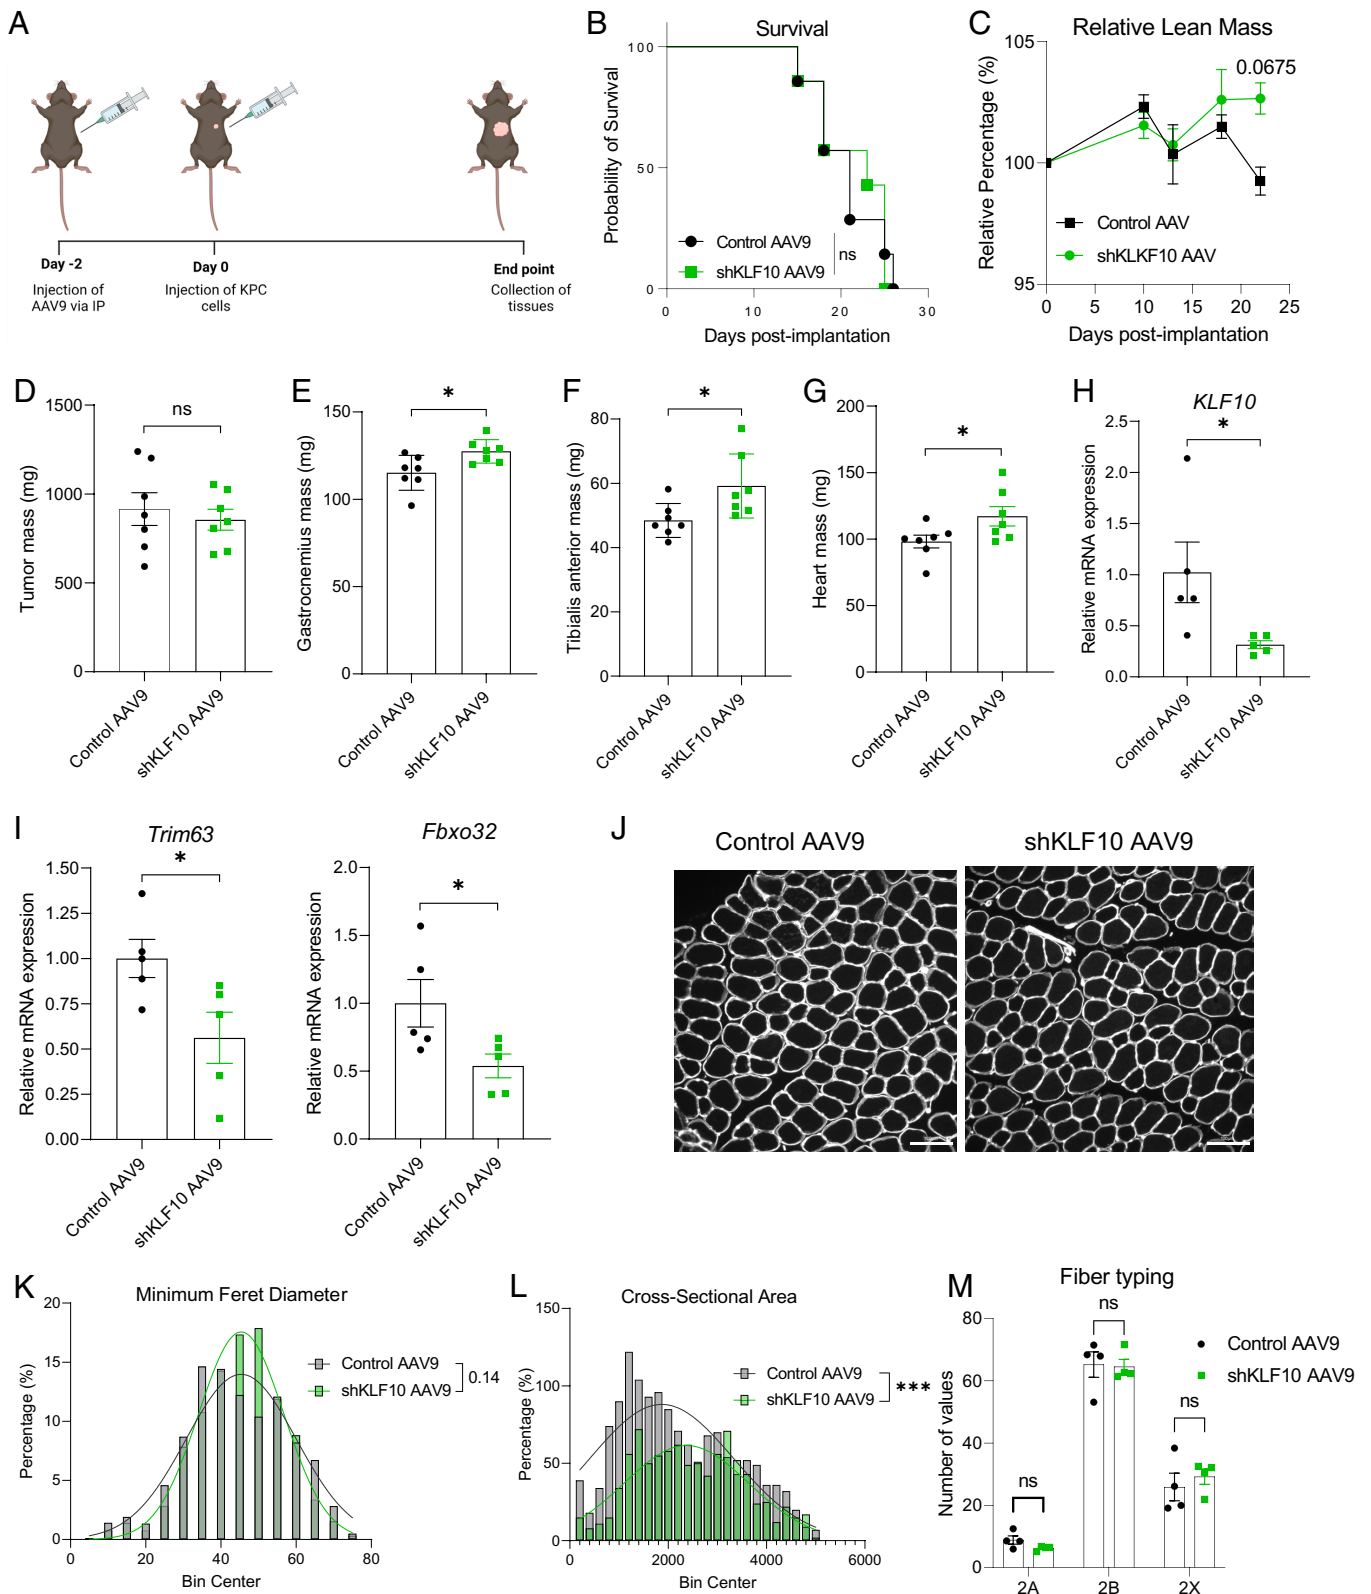 A
Day -2
Injection of
AAV9 via IP
Day 0
Injection of KPC
cells
End point
Collection of
tissues
B
Survival
Probability of Survival
100
50
0
0
10
20
30
Days post-implantation
Control AAV9
shKLF10 AAV9
ns
C
Relative Lean Mass
Relative Percentage (%)
105
100
95
0
5
10
15
20
25
Days post-implantation
0.0675
Control AAV
shKLKF10 AAV
D
Tumor mass (mg)
1500
1000
500
0
ns
Control AAV9
shKLF10 AAV9
E
Gastrocnemius mass (mg)
150
100
50
0
*
Control AAV9
shKLF10 AAV9
F
Tibialis anterior mass (mg)
80
60
40
20
0
*
Control AAV9
shKLF10 AAV9
G
Heart mass (mg)
200
150
100
50
0
*
Control AAV9
shKLF10 AAV9
H
KLF10
Relative mRNA expression
2.5
2.0
1.5
1.0
0.5
0.0
*
Control AAV9
shKLF10 AAV9
I
Trim63
Relative mRNA expression
1.50
1.25
1.00
0.75
0.50
0.25
0.00
*
Control AAV9
shKLF10 AAV9
Fbxo32
Relative mRNA expression
2.0
1.5
1.0
0.5
0.0
*
Control AAV9
shKLF10 AAV9
J
Control AAV9
shKLF10 AAV9
K
Minimum Feret Diameter
Percentage (%)
20
15
10
5
0
0
20
40
60
80
Bin Center
Control AAV9
shKLF10 AAV9
0.14
L
Cross-Sectional Area
Percentage (%)
150
100
50
0
0
2000
4000
6000
Bin Center
Control AAV9
shKLF10 AAV9
***
M
Fiber typing
Number of values
80
60
40
20
0
ns
ns
ns
2A
2B
2X
Control AAV9
shKLF10 AAV9